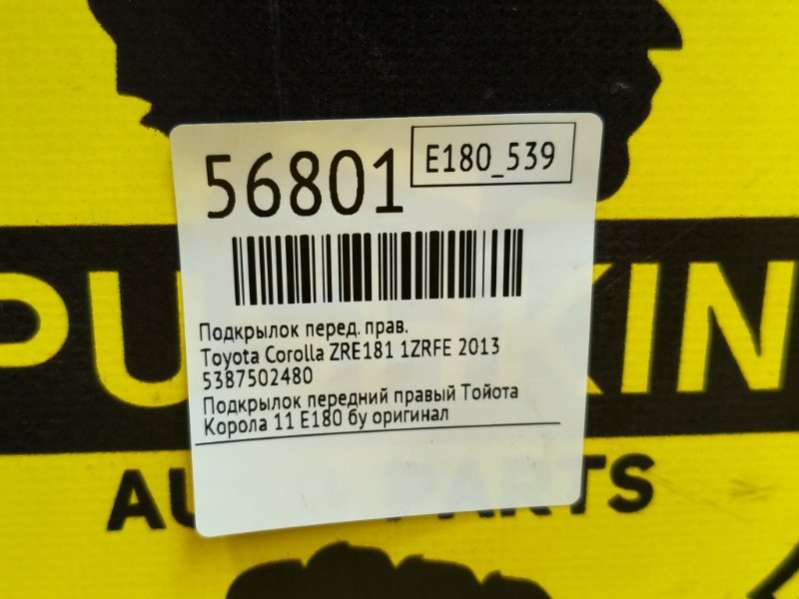 56801
E180_539
Подкрылок перед. прав.
Toyota Corolla ZRE181 1ZRFE 2013
5387502480
Подкрылок передний правый Тойота
Корола 11 Е180 бу оригинал